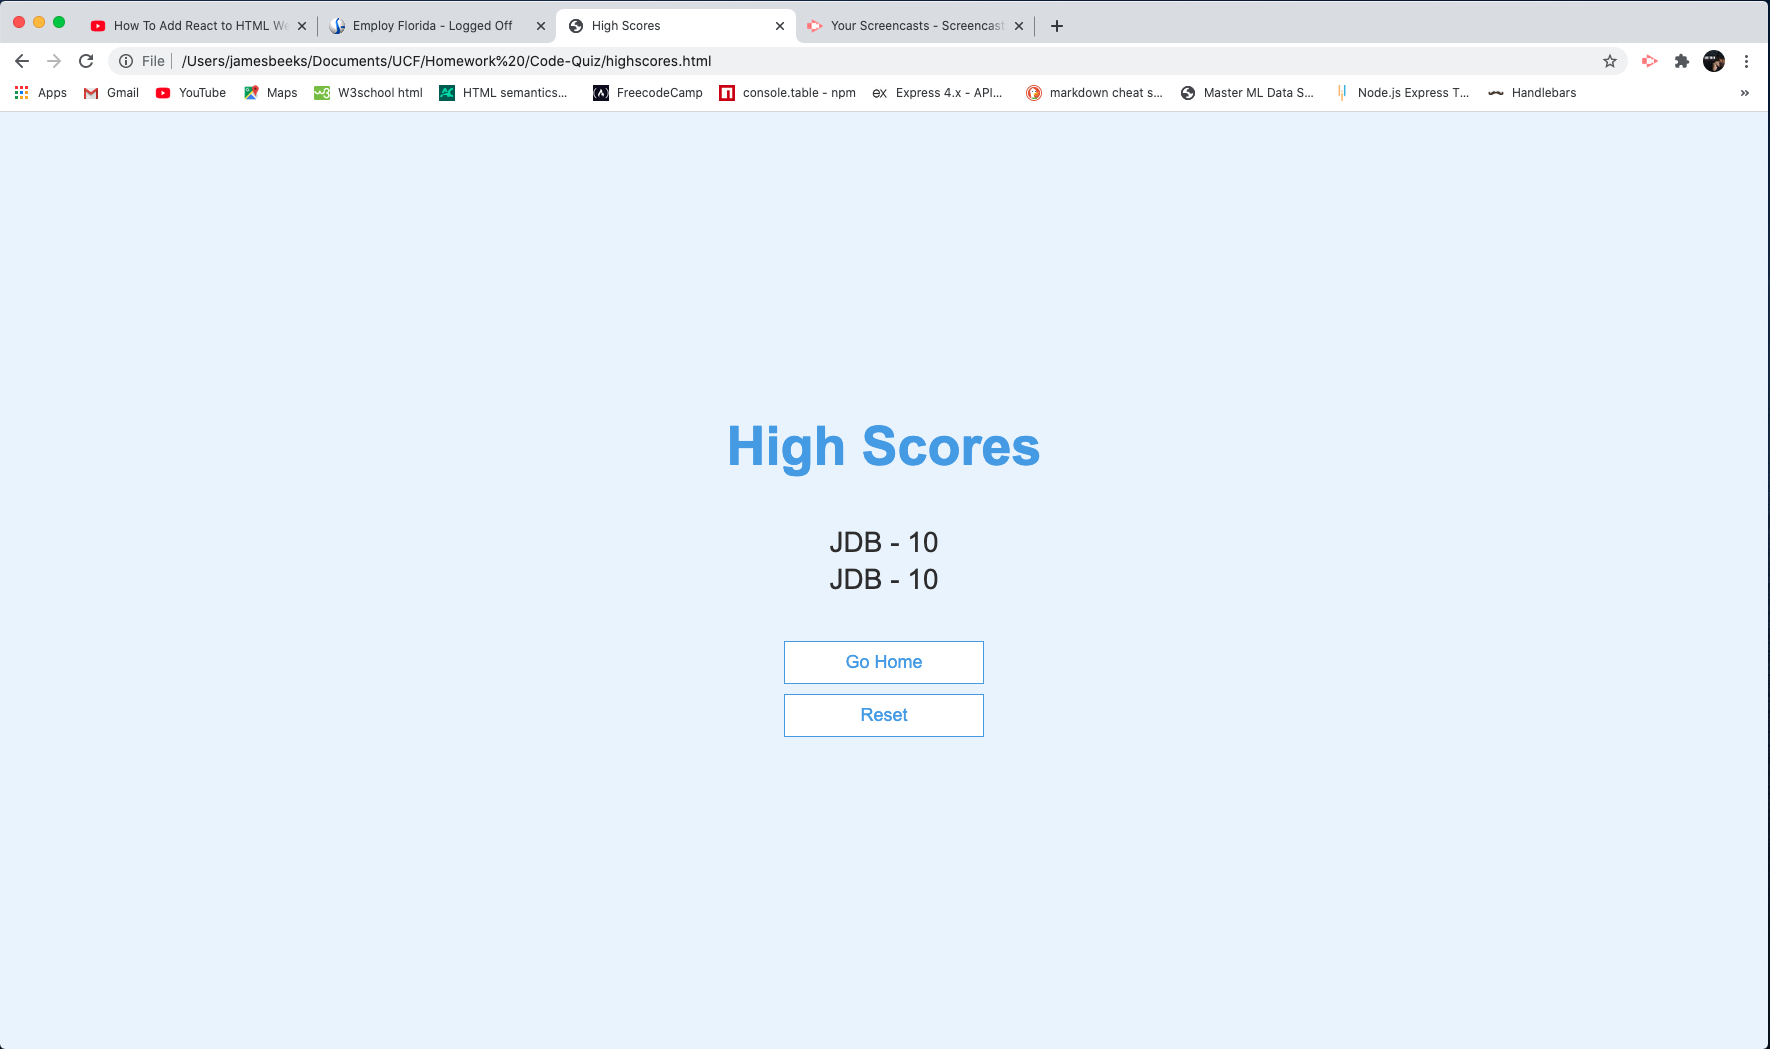 How To Add React to HTML We
Employ Florida - Logged Off
High Scores
Your Screencasts - Screencast
File /Users/jamesbeeks/Documents/UCF/Homework%20/Code-Quiz/highscores.html
Apps Gmail YouTube Maps W3school html HTML semantics... FreecodeCamp console.table - npm Express 4.x - API... markdown cheat s... Master ML Data S... Node.js Express T... Handlebars »
High Scores
JDB - 10
JDB - 10
Go Home
Reset